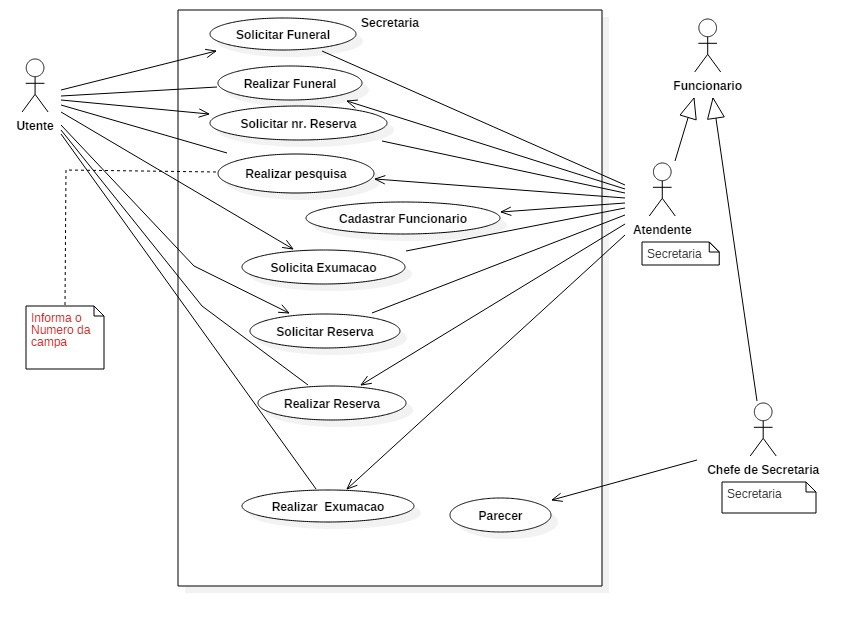 Secretaria
Solicitar Funeral
Realizar Funeral
Solicitar nr. Reserva
Realizar pesquisa
Cadastrar Funcionario
Solicita Exumacao
Solicitar Reserva
Realizar Reserva
Realizar  Exumacao
Parecer
Utente
Informa o
Numero da
campa
Funcionario
Atendente
Secretaria
Chefe de Secretaria
Secretaria